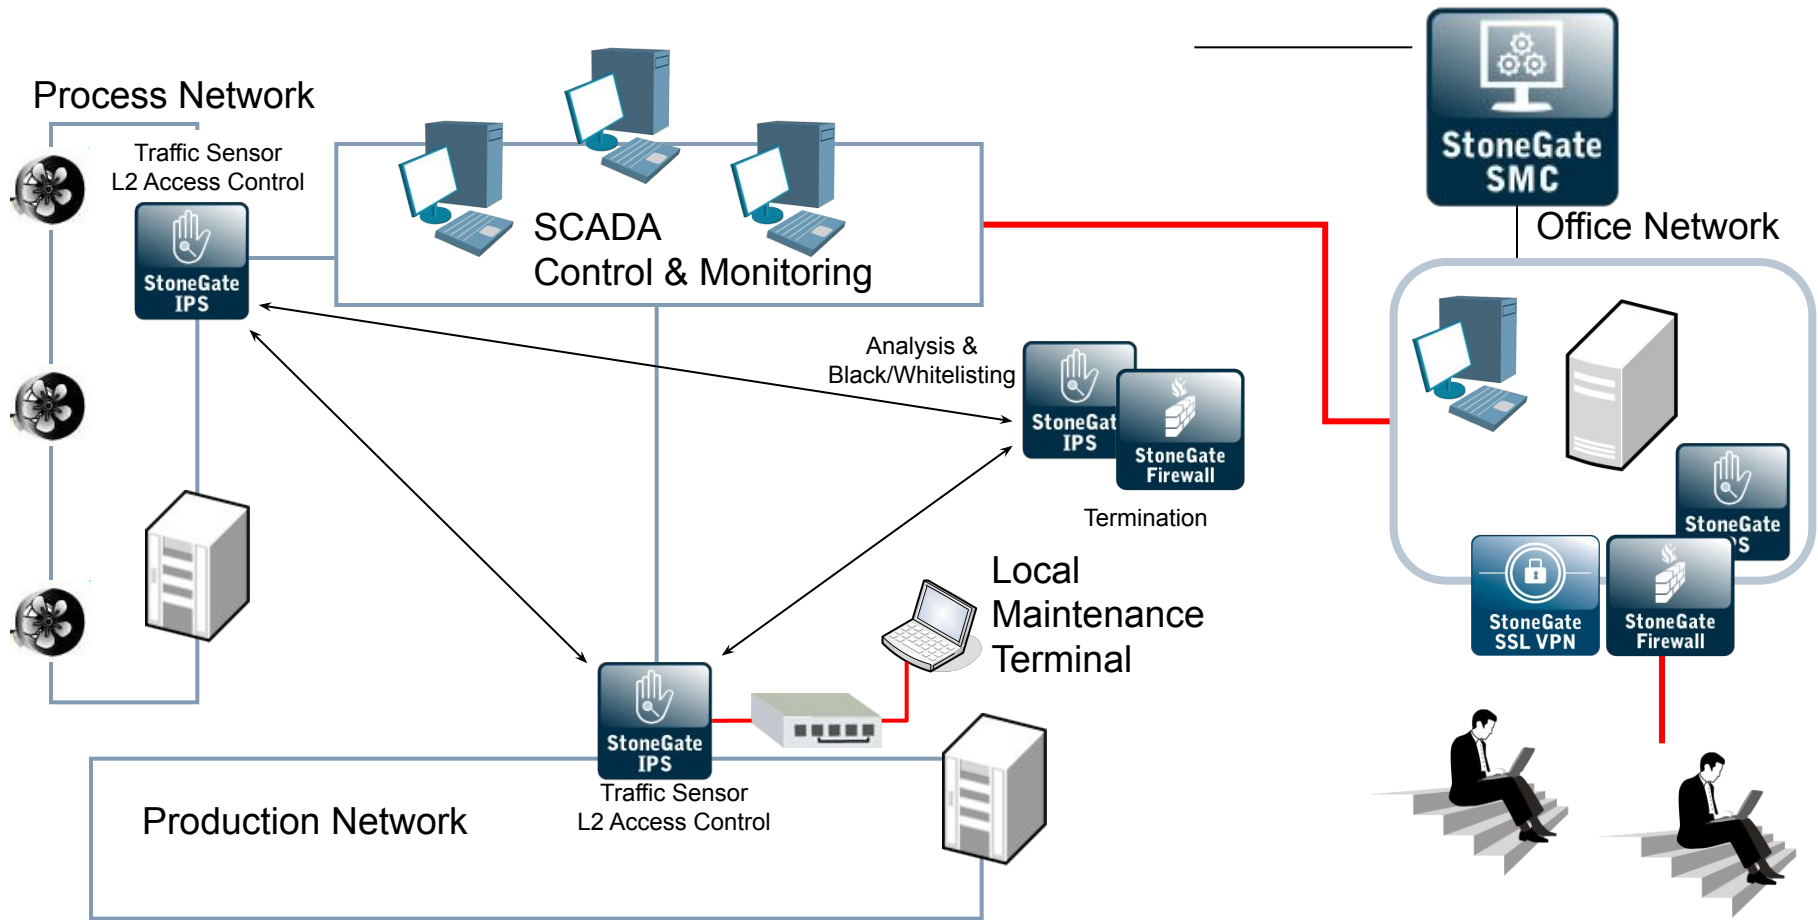 Process Network
Traffic Sensor
L2 Access Control
StoneGate
IPS
SCADA
Control & Monitoring
StoneGate
SMC
Office Network
Analysis &
Black/Whitelisting
StoneGat
IPS
StoneGate
Firewall
Termination
Local
Maintenance
Terminal
StoneGate
PS
StoneGate
SSL VPN
StoneGate
Firewall
StoneGate
IPS
Traffic Sensor
L2 Access Control
Production Network